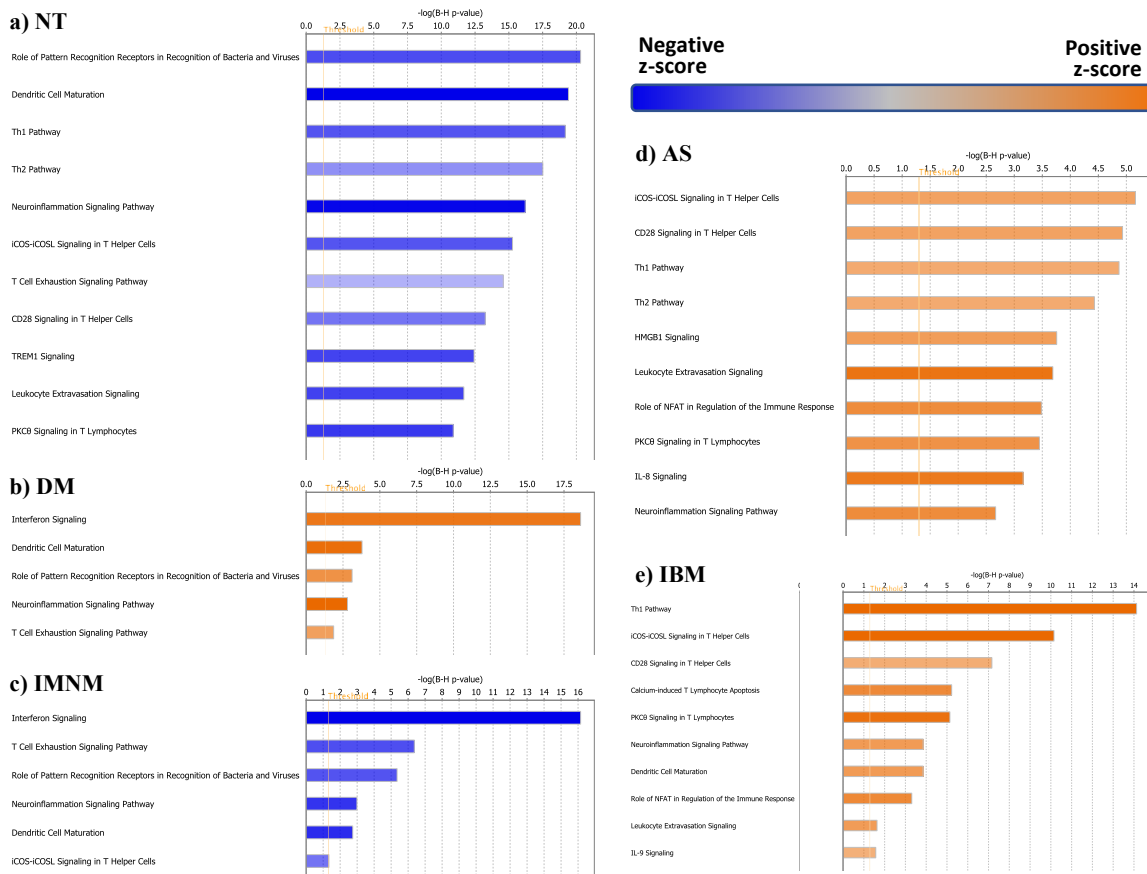 a) NT
-log(B-H p-value)
0.0 2.5 5.0 7.5 10.0 12.5 15.0 17.5 20.0
Threshold
Role of Pattern Recognition Receptors in Recognition of Bacteria and Viruses
Dendritic Cell Maturation
Th1 Pathway
Th2 Pathway
Neuroinflammation Signaling Pathway
iCOS-iCOSL Signaling in T Helper Cells
T Cell Exhaustion Signaling Pathway
CD28 Signaling in T Helper Cells
TREM1 Signaling
Leukocyte Extravasation Signaling
PKCθ Signaling in T Lymphocytes
b) DM
-log(B-H p-value)
0.0 2.5 5.0 7.5 10.0 12.5 15.0 17.5
Threshold
Interferon Signaling
Dendritic Cell Maturation
Role of Pattern Recognition Receptors in Recognition of Bacteria and Viruses
Neuroinflammation Signaling Pathway
T Cell Exhaustion Signaling Pathway
c) IMNM
-log(B-H p-value)
0 1 2 3 4 5 6 7 8 9 10 11 12 13 14 15 16
Threshold
Interferon Signaling
T Cell Exhaustion Signaling Pathway
Role of Pattern Recognition Receptors in Recognition of Bacteria and Viruses
Neuroinflammation Signaling Pathway
Dendritic Cell Maturation
iCOS-iCOSL Signaling in T Helper Cells
Negative
z-score
Positive
z-score
d) AS
-log(B-H p-value)
0.0 0.5 1.0 1.5 2.0 2.5 3.0 3.5 4.0 4.5 5.0
Threshold
iCOS-iCOSL Signaling in T Helper Cells
CD28 Signaling in T Helper Cells
Th1 Pathway
Th2 Pathway
HMGB1 Signaling
Leukocyte Extravasation Signaling
Role of NFAT in Regulation of the Immune Response
PKCθ Signaling in T Lymphocytes
IL-8 Signaling
Neuroinflammation Signaling Pathway
e) IBM
-log(B-H p-value)
0 1 2 3 4 5 6 7 8 9 10 11 12 13 14
Threshold
Th1 Pathway
iCOS-iCOSL Signaling in T Helper Cells
CD28 Signaling in T Helper Cells
Calcium-induced T Lymphocyte Apoptosis
PKCθ Signaling in T Lymphocytes
Neuroinflammation Signaling Pathway
Dendritic Cell Maturation
Role of NFAT in Regulation of the Immune Response
Leukocyte Extravasation Signaling
IL-9 Signaling